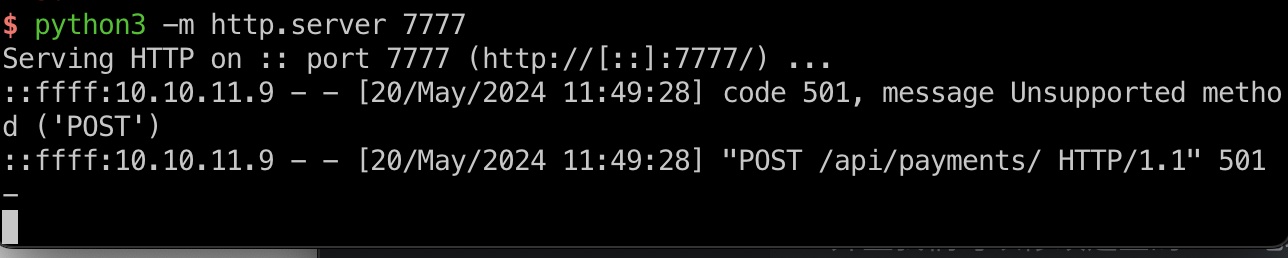 $ python3 -m http.server 7777
Serving HTTP on :: port 7777 (http://[::]:7777/) ...
::ffff:10.10.11.9 - - [20/May/2024 11:49:28] code 501, message Unsupported metho
d ('POST')
::ffff:10.10.11.9 - - [20/May/2024 11:49:28] "POST /api/payments/ HTTP/1.1" 501
-